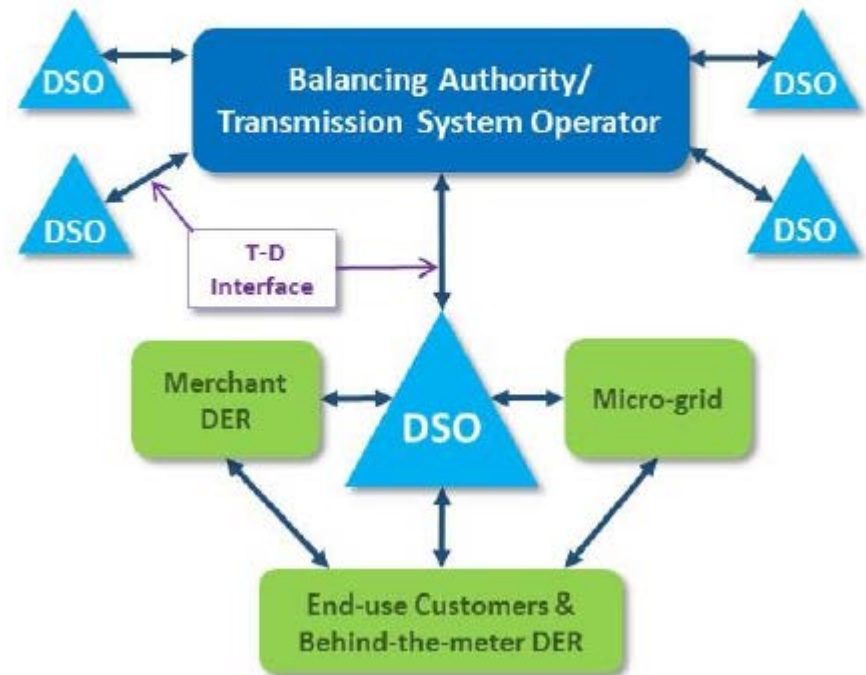 DSO
Balancing Authority/
Transmission System Operator
DSO
DSO
DSO
T-D
Interface
Merchant
DER
DSO
Micro-grid
End-use Customers &
Behind-the-meter DER